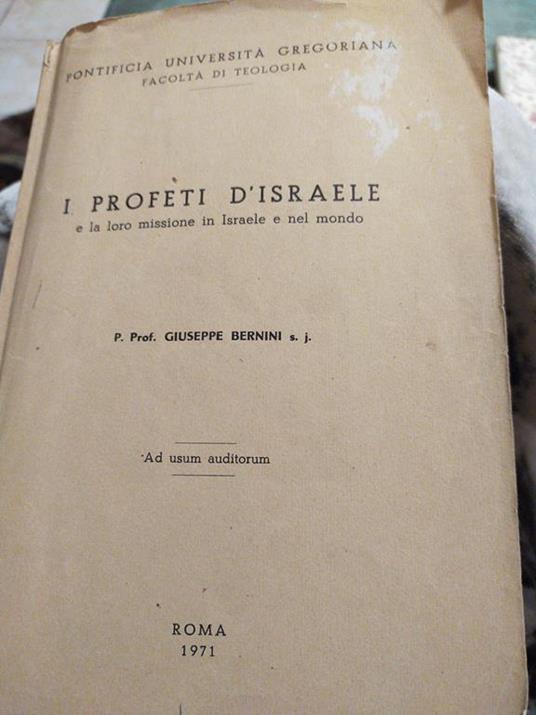 PONTIFICIA UNIVERSITÀ GREGORIANA
FACOLTÀ DI TEOLOGIA
I PROFETI D'ISRAELE
e la loro missione in Israele e nel mondo
P. Prof. GIUSEPPE BERNINI s. j.
Ad usum auditorum
ROMA
1971